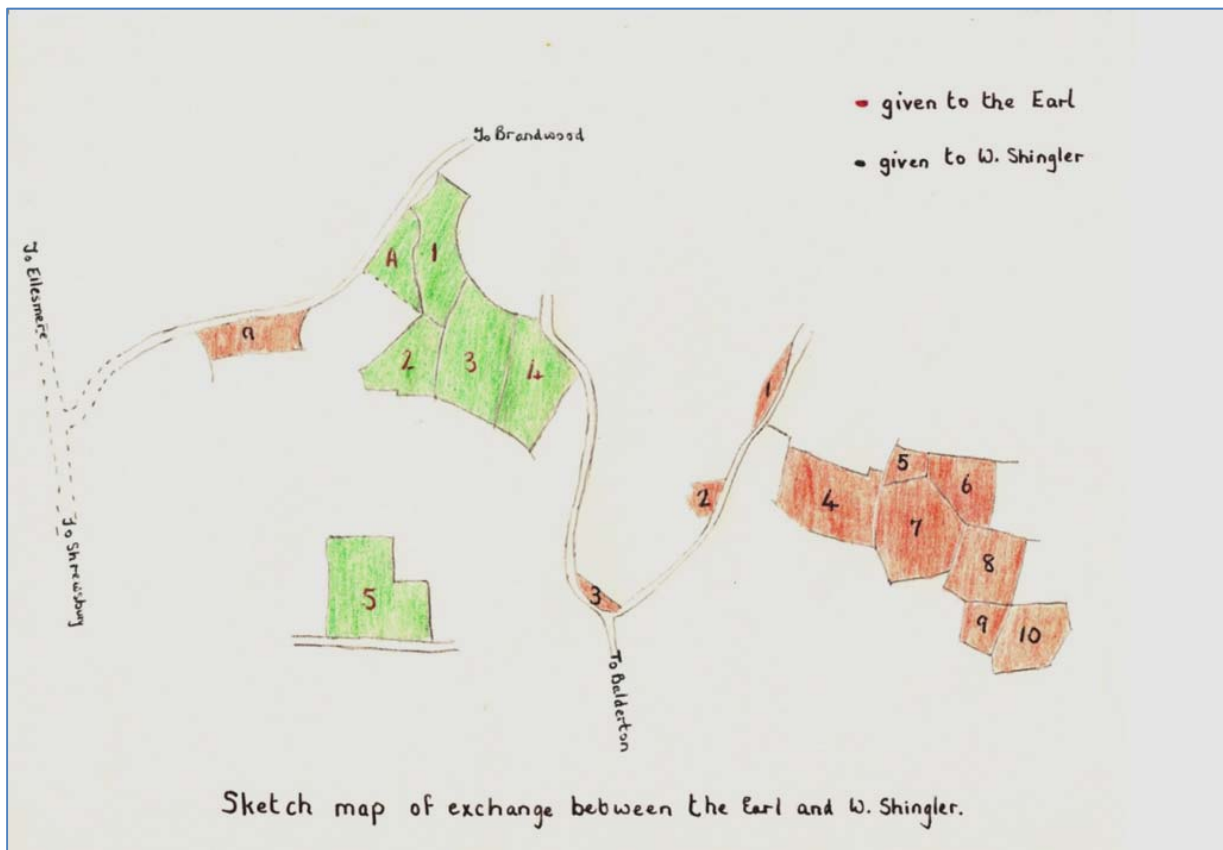 given to the Earl
given to W. Shingler
To Brandwood
To Ellesmere
To Shrewsbury
To Balderton
A
1
2
3
4
5
a
1
2
3
4
5
6
7
8
9
10
Sketch map of exchange between the Earl and W. Shingler.